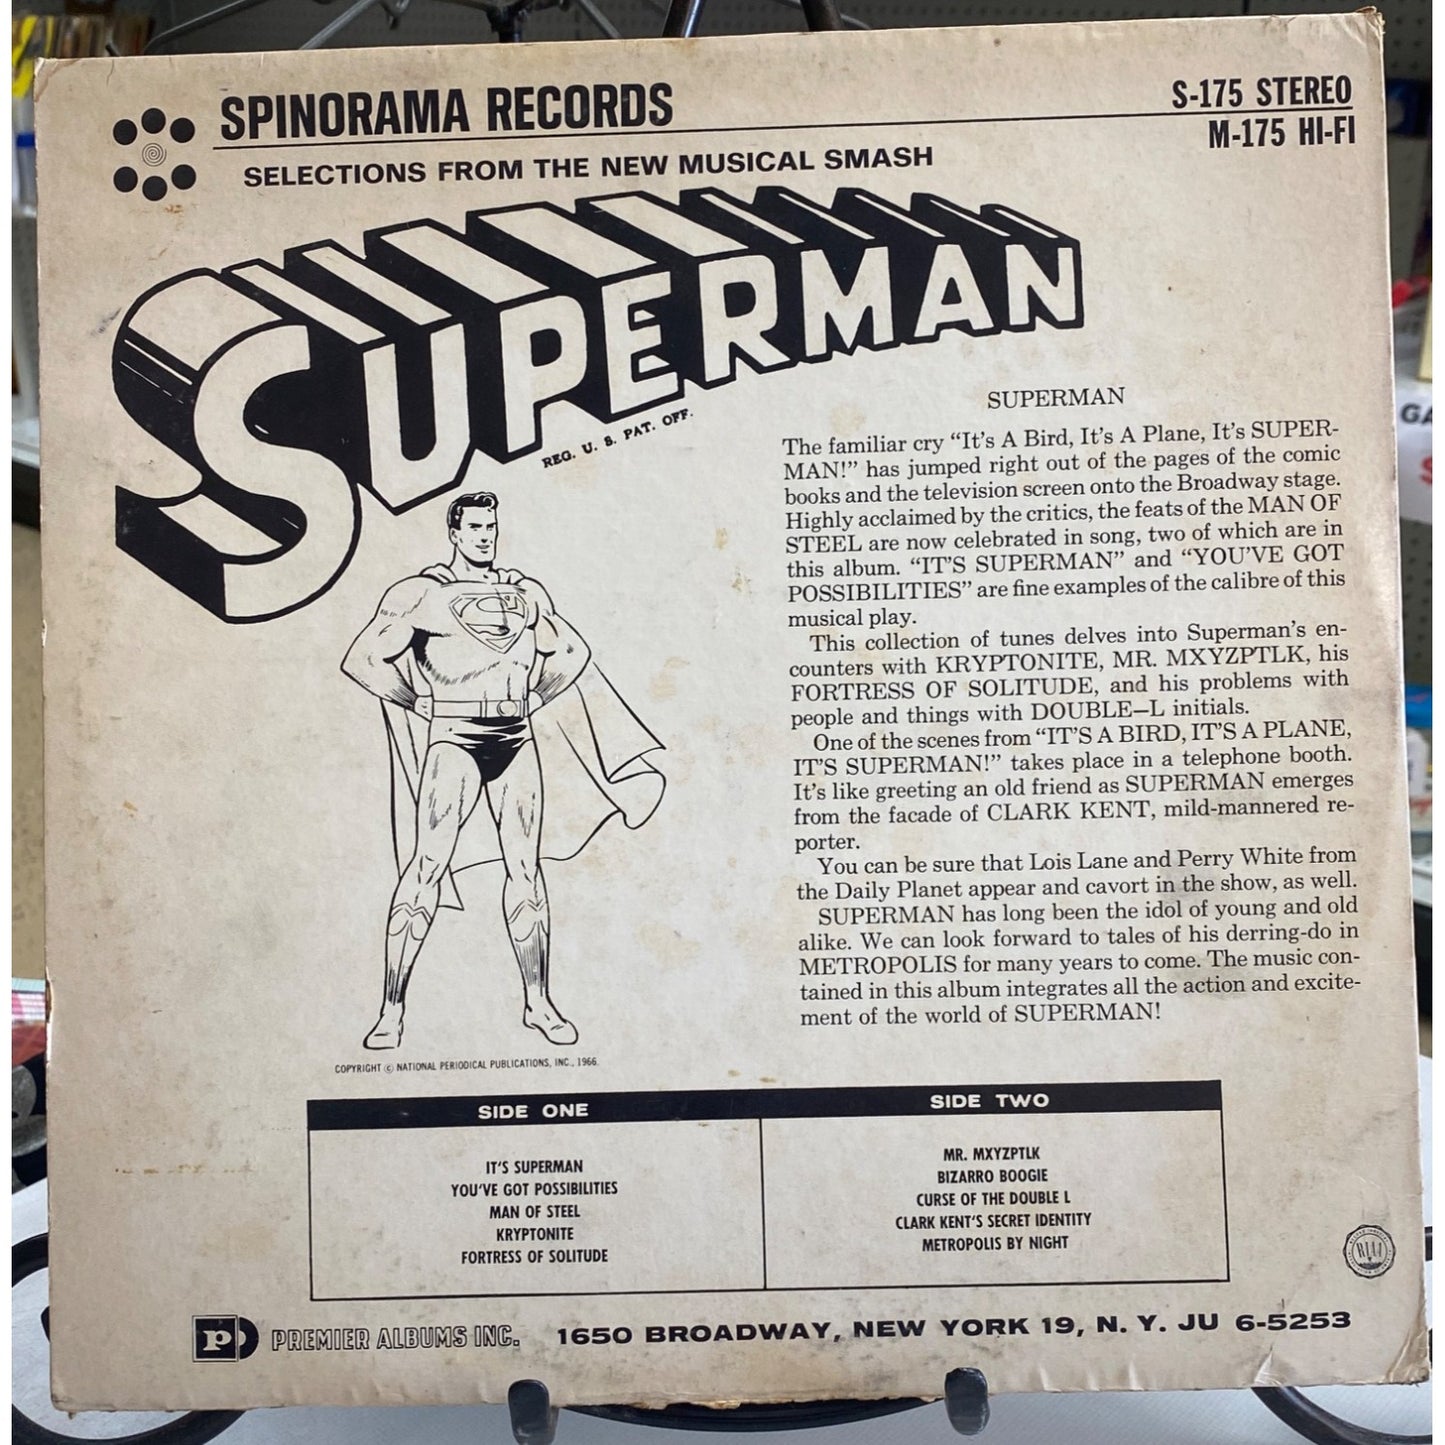 SPINORAMA RECORDS
S-175 STEREO
M-175 HI-FI
SELECTIONS FROM THE NEW MUSICAL SMASH
SUPERMAN
REG. U. S. PAT. OFF.
SUPERMAN
The familiar cry “It’s A Bird, It’s A Plane, It’s SUPER-
MAN!” has jumped right out of the pages of the comic
books and the television screen onto the Broadway stage.
Highly acclaimed by the critics, the feats of the MAN OF
STEEL are now celebrated in song, two of which are in
this album. “IT’S SUPERMAN” and “YOU’VE GOT
POSSIBILITIES” are fine examples of the calibre of this
musical play.
This collection of tunes delves into Superman’s en-
counters with KRYPTONITE, MR. MXYZPTLK, his
FORTRESS OF SOLITUDE, and his problems with
people and things with DOUBLE—L initials.
One of the scenes from “IT’S A BIRD, IT’S A PLANE,
IT’S SUPERMAN!” takes place in a telephone booth.
It’s like greeting an old friend as SUPERMAN emerges
from the facade of CLARK KENT, mild-mannered re-
porter.
You can be sure that Lois Lane and Perry White from
the Daily Planet appear and cavort in the show, as well.
SUPERMAN has long been the idol of young and old
alike. We can look forward to tales of his derring-do in
METROPOLIS for many years to come. The music con-
tained in this album integrates all the action and excite-
ment of the world of SUPERMAN!
COPYRIGHT © NATIONAL PERIODICAL PUBLICATIONS, INC., 1966.
SIDE ONE
IT'S SUPERMAN
YOU'VE GOT POSSIBILITIES
MAN OF STEEL
KRYPTONITE
FORTRESS OF SOLITUDE
SIDE TWO
MR. MXYZPTLK
BIZARRO BOOGIE
CURSE OF THE DOUBLE L
CLARK KENT'S SECRET IDENTITY
METROPOLIS BY NIGHT
RIAA
P PREMIER ALBUMS INC. 1650 BROADWAY, NEW YORK 19, N. Y. JU 6-5253